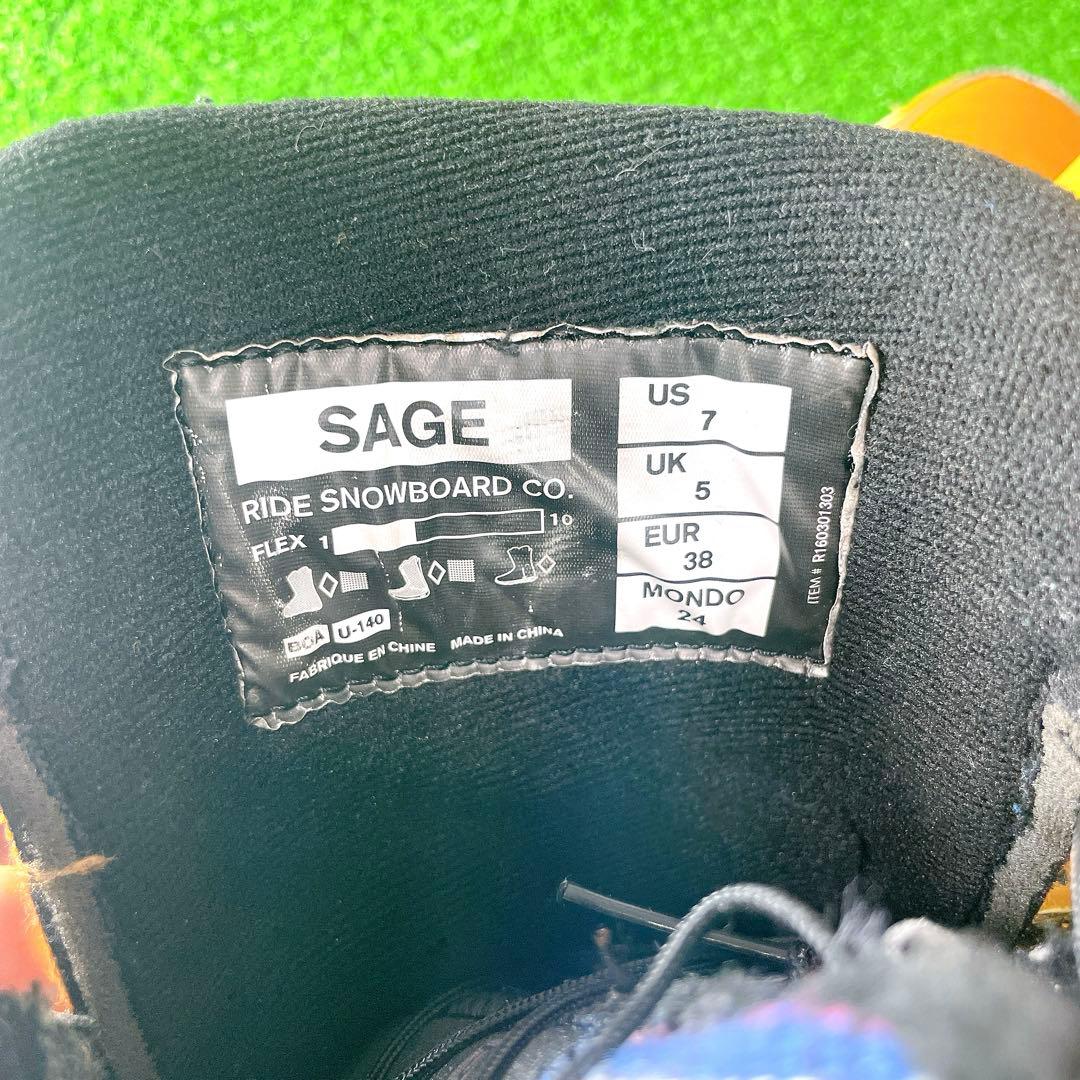 SAGE
RIDE SNOWBOARD CO.
FLEX 1 10
BOA U-140
FABRIQUE EN CHINE MADE IN CHINA
US
7
UK
5
EUR
38
MONDO
24
ITEM # R160301303